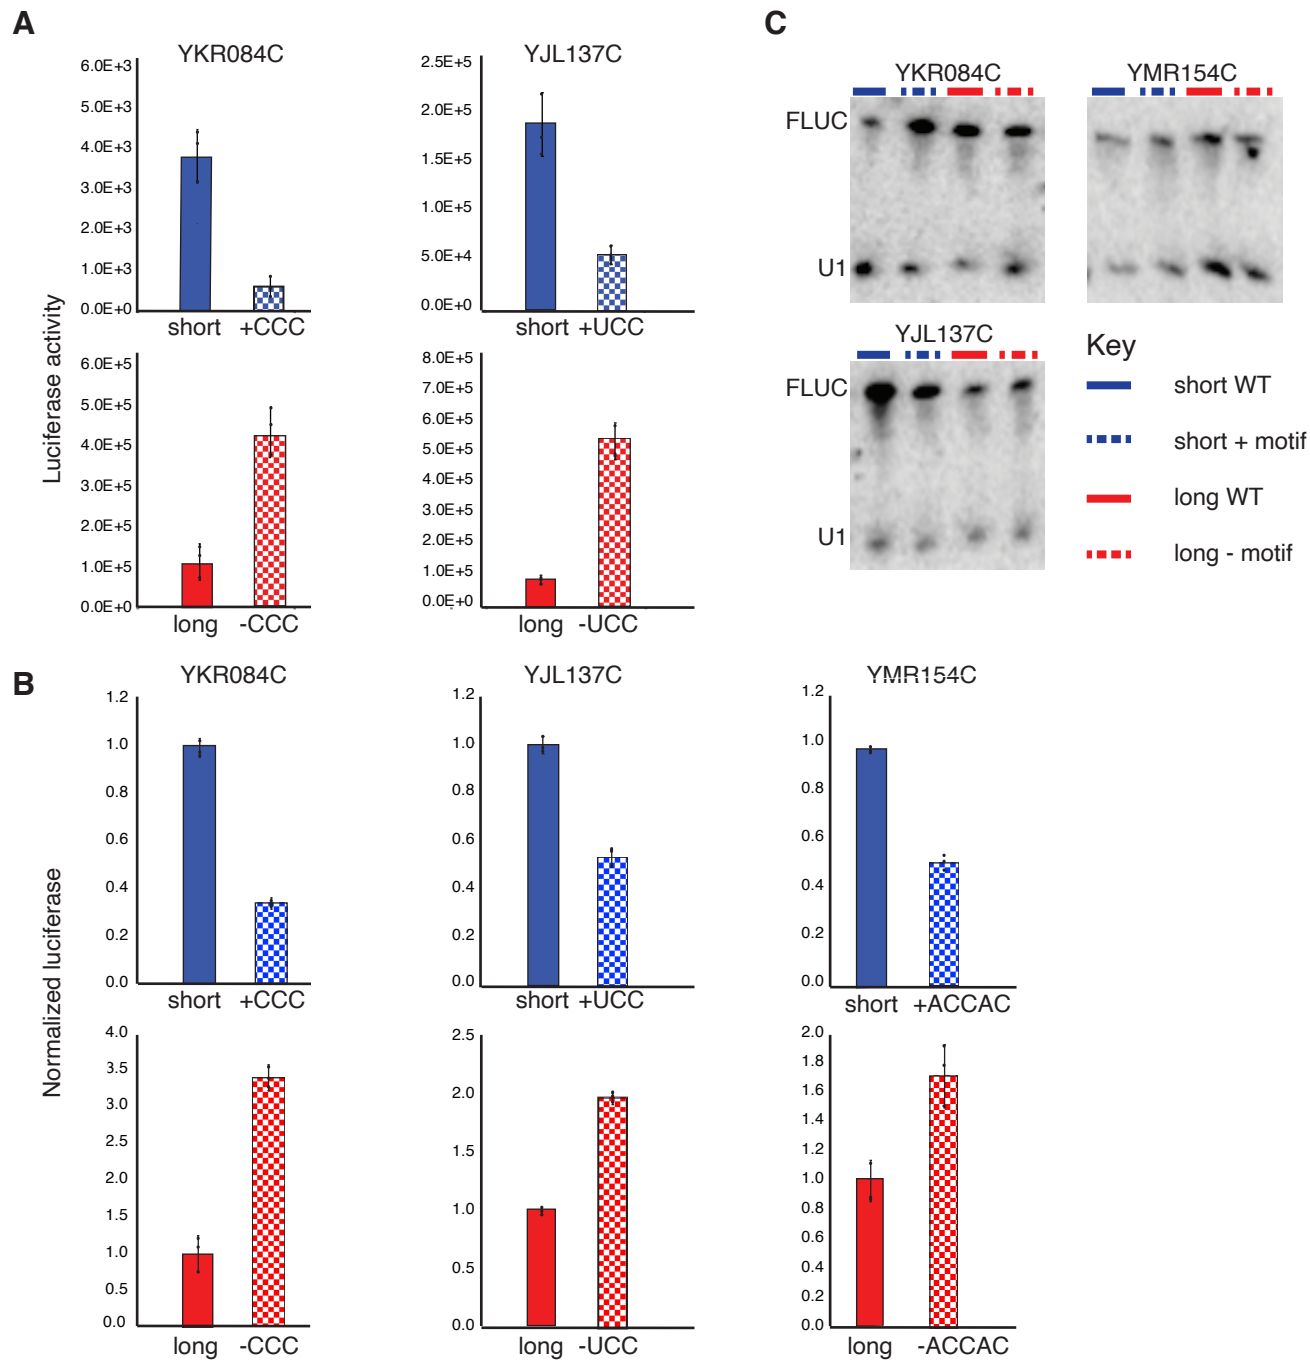 A
YKR084C
6.0E+3
5.0E+3
4.0E+3
3.0E+3
2.0E+3
1.0E+3
0.0E+0
short +CCC
YJL137C
2.5E+5
2.0E+5
1.5E+5
1.0E+5
5.0E+4
0.0E+0
short +UCC
Luciferase activity
6.0E+5
5.0E+5
4.0E+5
3.0E+5
2.0E+5
1.0E+5
0.0E+0
long -CCC
8.0E+5
7.0E+5
6.0E+5
5.0E+5
4.0E+5
3.0E+5
2.0E+5
1.0E+5
0.0E+0
long -UCC
C
YKR084C
YMR154C
FLUC
U1
YJL137C
FLUC
U1
Key
short WT
short + motif
long WT
long - motif
B
YKR084C
1.2
1.0
0.8
0.6
0.4
0.2
0.0
short +CCC
YJL137C
1.2
1.0
0.8
0.6
0.4
0.2
0.0
short +UCC
YMR154C
1.2
1.0
0.8
0.6
0.4
0.2
0.0
short +ACCAC
Normalized luciferase
4.0
3.5
3.0
2.5
2.0
1.5
1.0
0.5
0.0
long -CCC
2.5
2.0
1.5
1.0
0.5
0.0
long -UCC
2.0
1.8
1.6
1.4
1.2
1.0
0.8
0.6
0.4
0.2
0.0
long -ACCAC